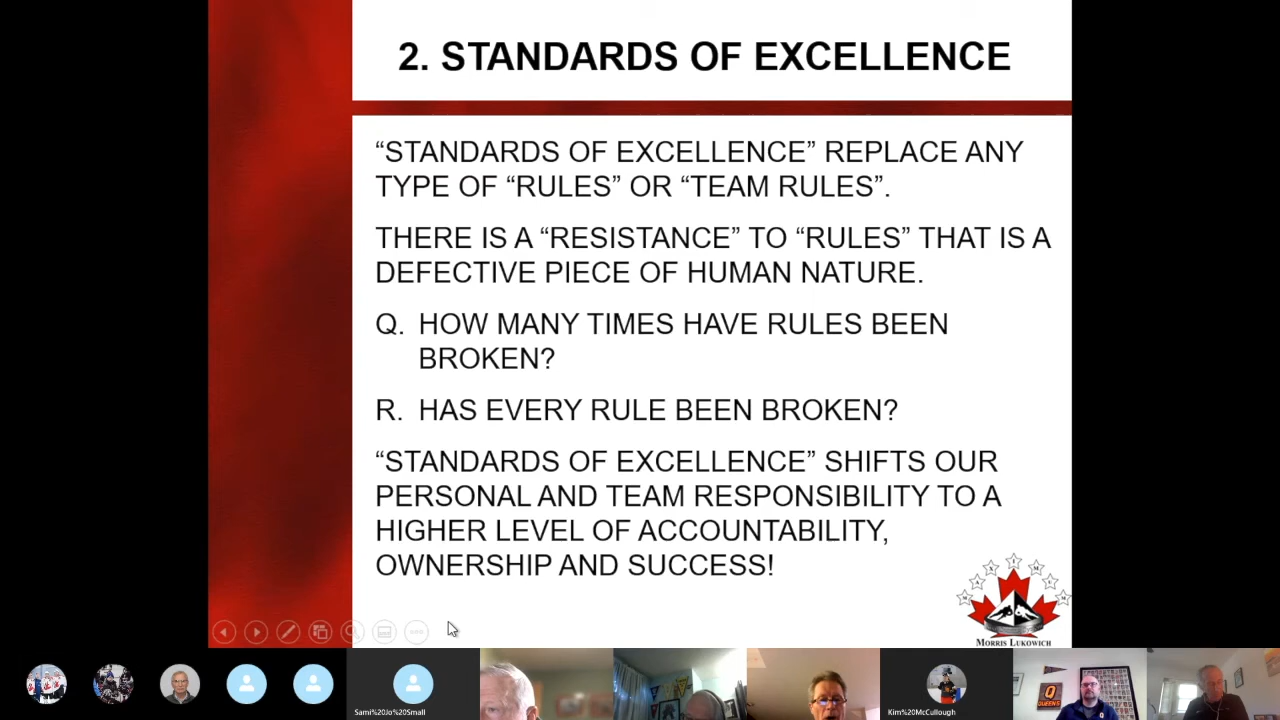 2. STANDARDS OF EXCELLENCE
“STANDARDS OF EXCELLENCE” REPLACE ANY
TYPE OF “RULES” OR “TEAM RULES”.
THERE IS A “RESISTANCE” TO “RULES” THAT IS A
DEFECTIVE PIECE OF HUMAN NATURE.
Q. HOW MANY TIMES HAVE RULES BEEN
BROKEN?
R. HAS EVERY RULE BEEN BROKEN?
“STANDARDS OF EXCELLENCE” SHIFTS OUR
PERSONAL AND TEAM RESPONSIBILITY TO A
HIGHER LEVEL OF ACCOUNTABILITY,
OWNERSHIP AND SUCCESS!
MORRIS LUKOWICH
Sami%20Jo%20Small
Kim%20McCullough
Q
QUEENS